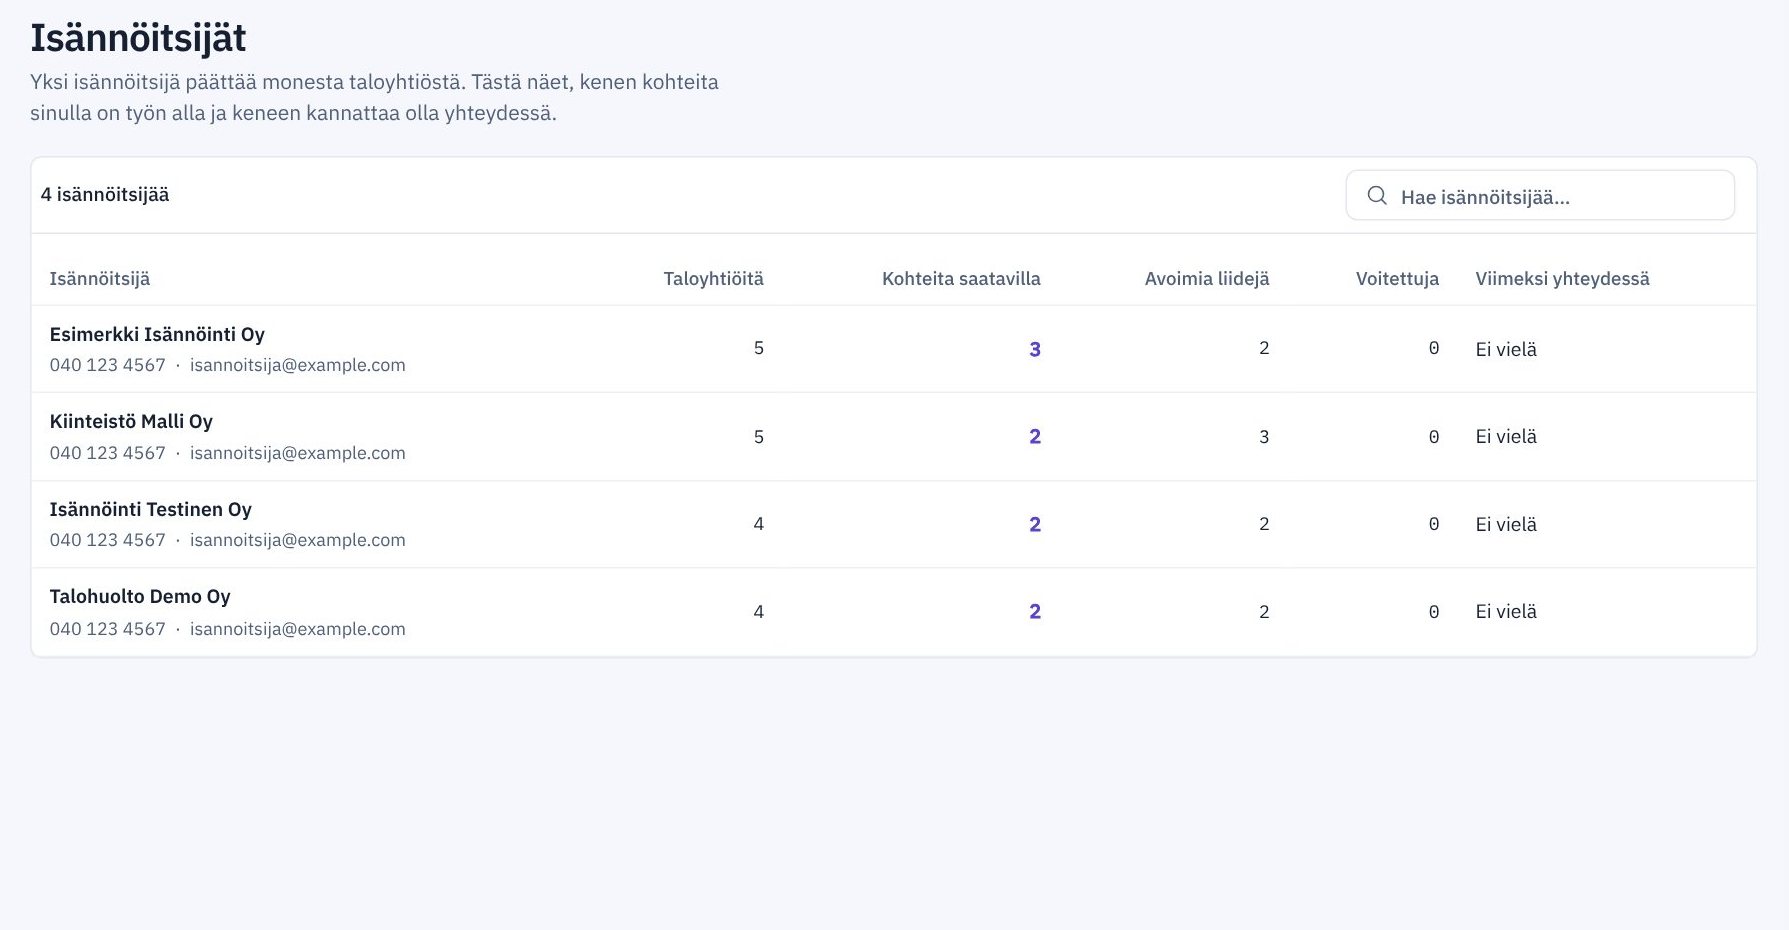 Isännöitsijät
Yksi isännöitsijä päättää monesta taloyhtiöstä. Tästä näet, kenen kohteita
sinulla on työn alla ja keneen kannattaa olla yhteydessä.
4 isännöitsijää
Hae isännöitsijää...
Isännöitsijä Taloyhtiöitä Kohteita saatavilla Avoimia liidejä Voitettuja Viimeksi yhteydessä
Esimerkki Isännöinti Oy
040 123 4567 · isannoitsija@example.com
5 3 2 0 Ei vielä
Kiinteistö Malli Oy
040 123 4567 · isannoitsija@example.com
5 2 3 0 Ei vielä
Isännöinti Testinen Oy
040 123 4567 · isannoitsija@example.com
4 2 2 0 Ei vielä
Talohuolto Demo Oy
040 123 4567 · isannoitsija@example.com
4 2 2 0 Ei vielä